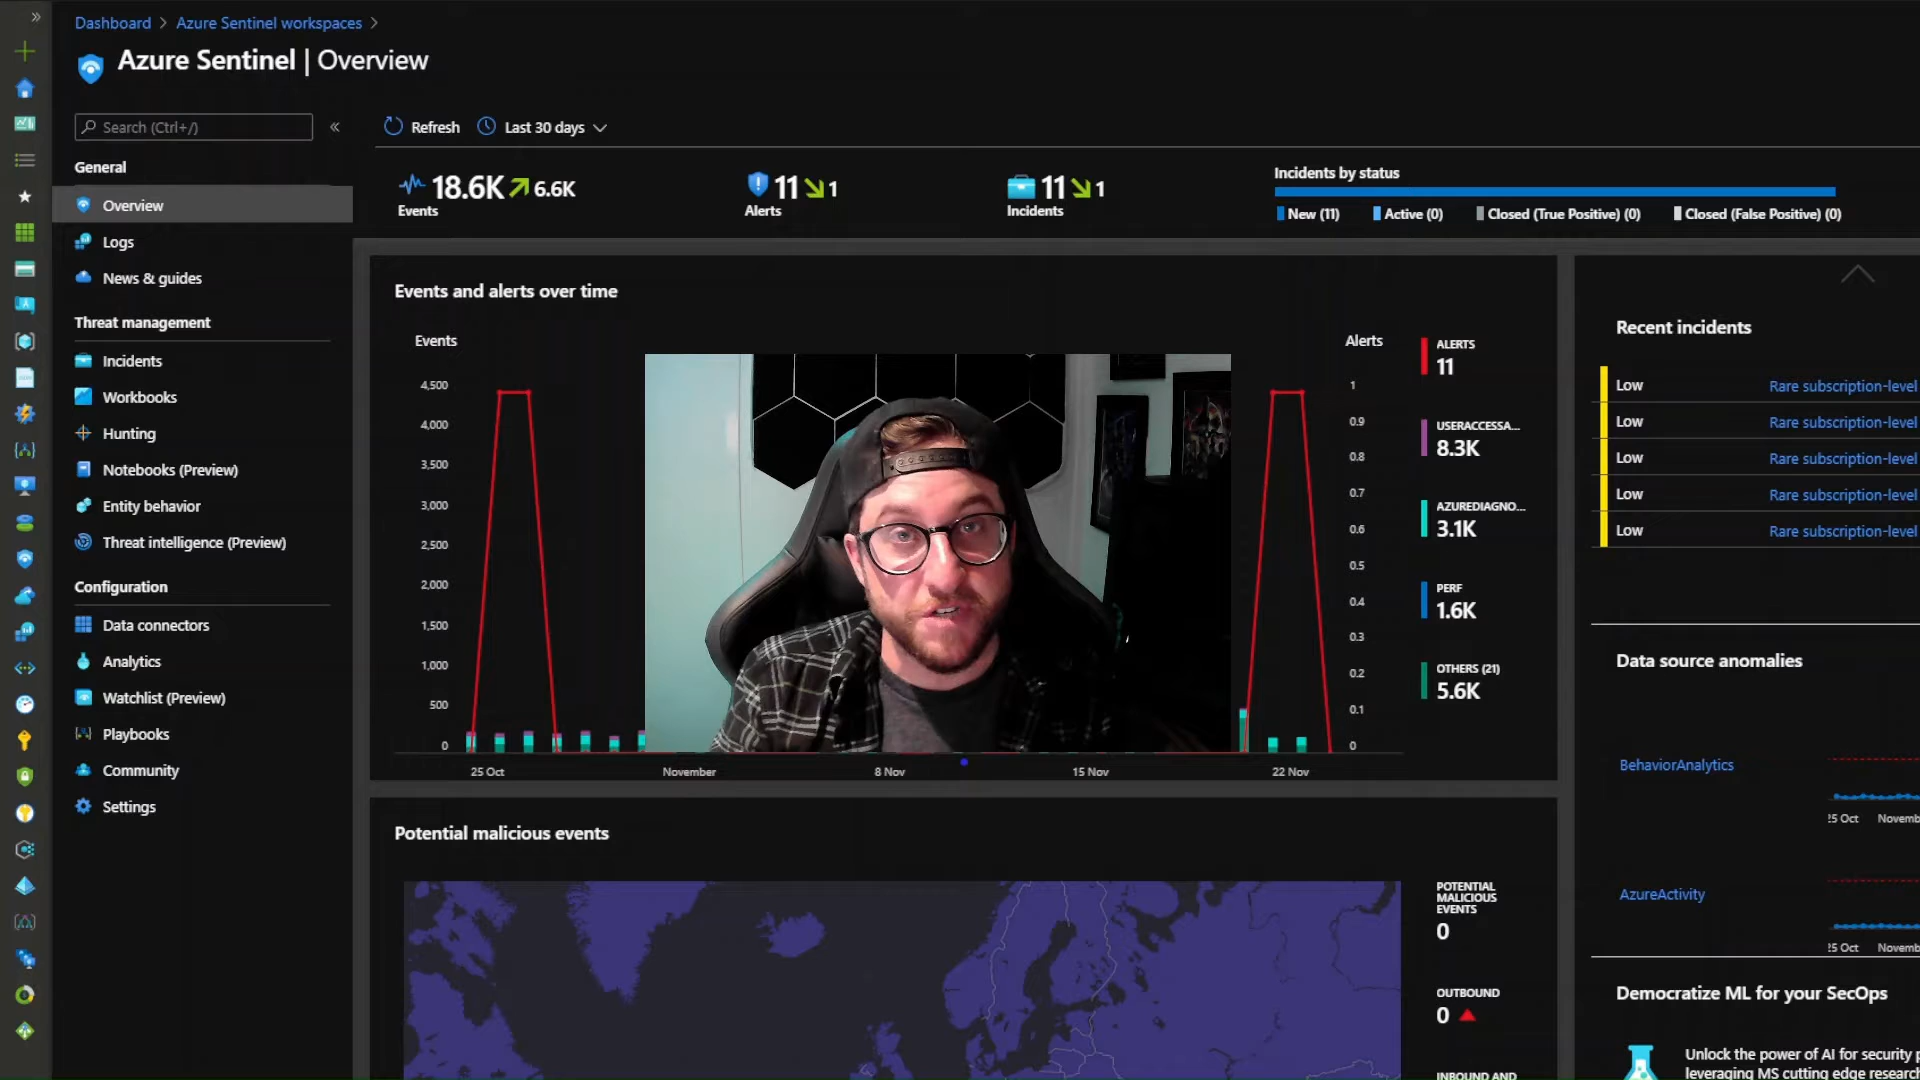 Dashboard > Azure Sentinel workspaces >
Azure Sentinel | Overview
Search (Ctrl+/)
«
Refresh
Last 30 days
General
Overview
Logs
News & guides
Threat management
Incidents
Workbooks
Hunting
Notebooks (Preview)
Entity behavior
Threat intelligence (Preview)
Configuration
Data connectors
Analytics
Watchlist (Preview)
Playbooks
Community
Settings
18.6K 6.6K
Events
11 1
Alerts
11 1
Incidents
Incidents by status
New (11) Active (0) Closed (True Positive) (0) Closed (False Positive) (0)
Events and alerts over time
Events
4,500
4,000
3,500
3,000
2,500
2,000
1,500
1,000
500
0
Alerts
1
0.9
0.8
0.7
0.6
0.5
0.4
0.3
0.2
0.1
0
25 Oct November 8 Nov 15 Nov 22 Nov
ALERTS
11
USERACCESSA...
8.3K
AZUREDIAGNO...
3.1K
PERF
1.6K
OTHERS (21)
5.6K
Potential malicious events
POTENTIAL
MALICIOUS
EVENTS
0
OUTBOUND
0
INBOUND AND
Recent incidents
Low Rare subscription-level
Low Rare subscription-level
Low Rare subscription-level
Low Rare subscription-level
Low Rare subscription-level
Data source anomalies
BehaviorAnalytics
25 Oct Novemb
AzureActivity
25 Oct Novemb
Democratize ML for your SecOps
Unlock the power of AI for security p
leveraging MS cutting edge research